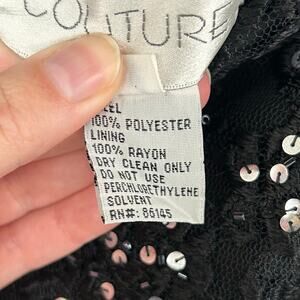 COUTURE
100% POLYESTER
LINING
100% RAYON
DRY CLEAN ONLY
DO NOT USE
PERCHLORETHYLENE
SOLVENT
RN#: 86145